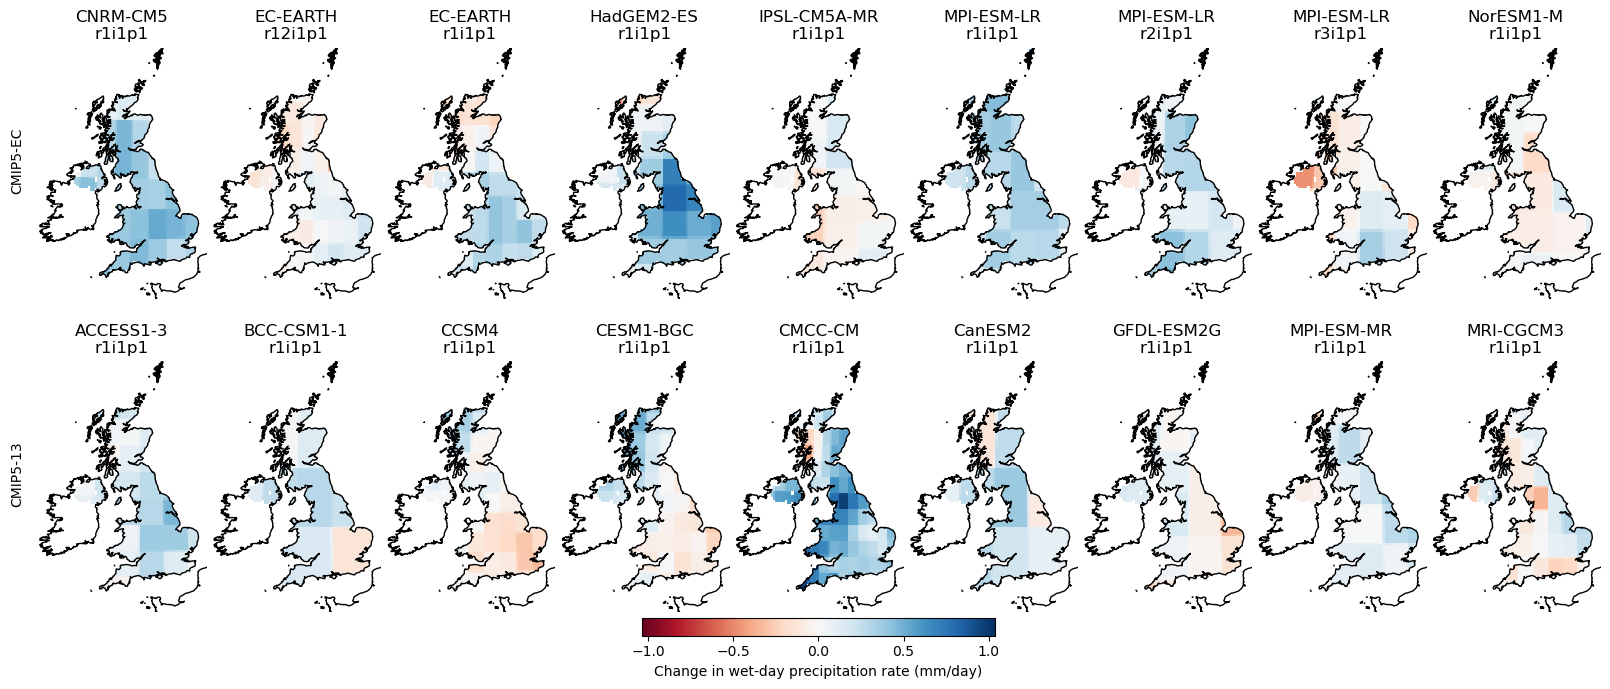 CNRM-CM5
r1i1p1
EC-EARTH
r12i1p1
EC-EARTH
r1i1p1
HadGEM2-ES
r1i1p1
IPSL-CM5A-MR
r1i1p1
MPI-ESM-LR
r1i1p1
MPI-ESM-LR
r2i1p1
MPI-ESM-LR
r3i1p1
NorESM1-M
r1i1p1
CMIP5-EC
ACCESS1-3
r1i1p1
BCC-CSM1-1
r1i1p1
CCSM4
r1i1p1
CESM1-BGC
r1i1p1
CMCC-CM
r1i1p1
CanESM2
r1i1p1
GFDL-ESM2G
r1i1p1
MPI-ESM-MR
r1i1p1
MRI-CGCM3
r1i1p1
CMIP5-13
−1.0 −0.5 0.0 0.5 1.0
Change in wet-day precipitation rate (mm/day)